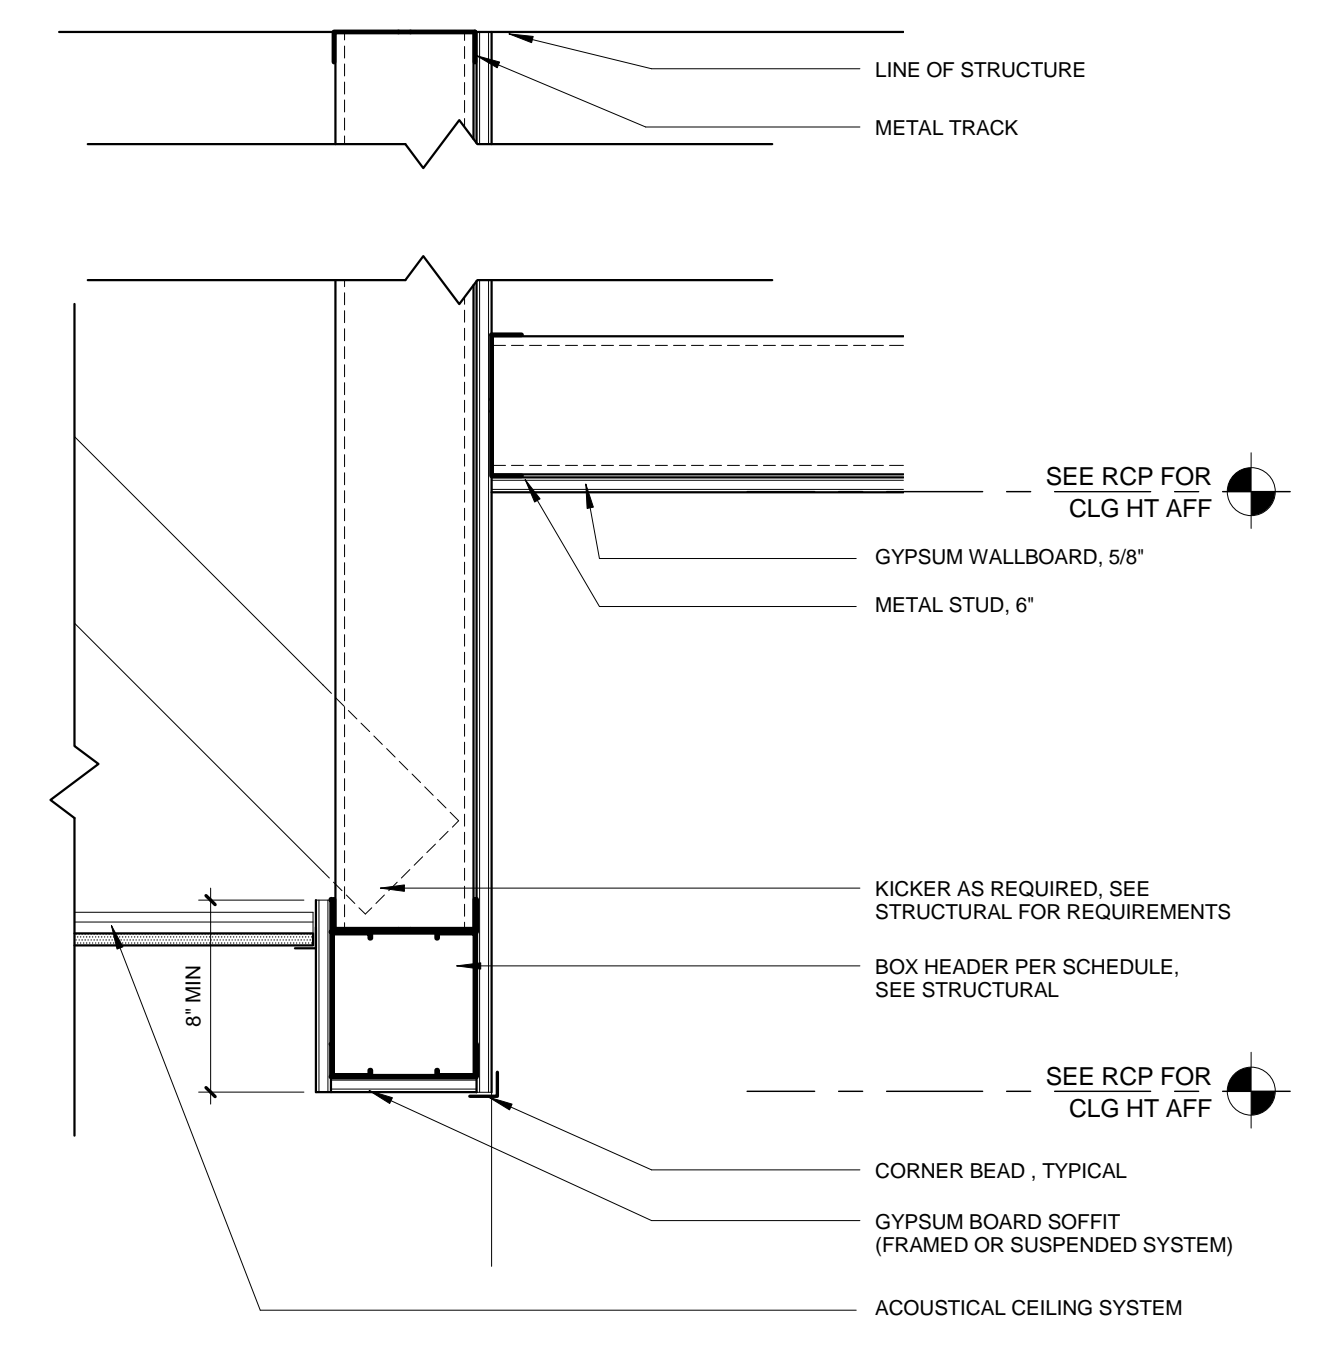 LINE OF STRUCTURE
METAL TRACK
SEE RCP FOR
CLG HT AFF
GYPSUM WALLBOARD, 5/8"
METAL STUD, 6"
KICKER AS REQUIRED, SEE
STRUCTURAL FOR REQUIREMENTS
BOX HEADER PER SCHEDULE,
SEE STRUCTURAL
8" MIN
SEE RCP FOR
CLG HT AFF
CORNER BEAD , TYPICAL
GYPSUM BOARD SOFFIT
(FRAMED OR SUSPENDED SYSTEM)
ACOUSTICAL CEILING SYSTEM